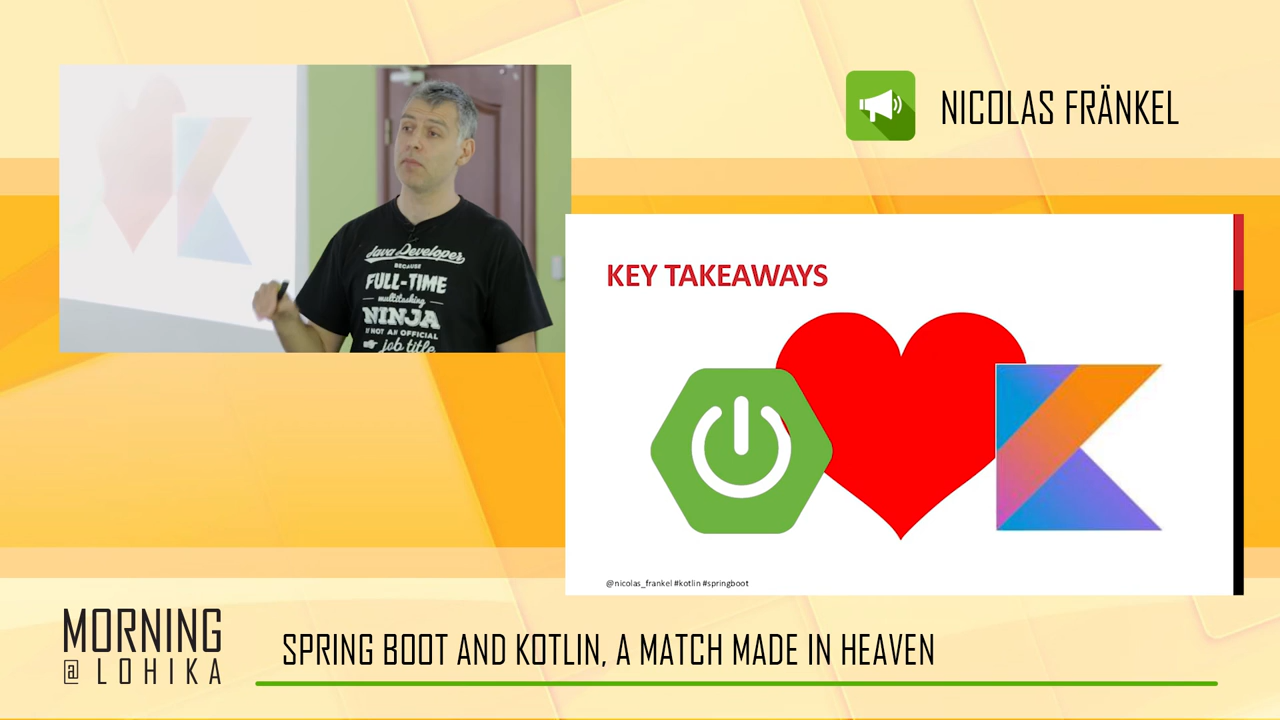 NICOLAS FRÄNKEL
Java Developer
BECAUSE
FULL-TIME
multitasking
NINJA
IS NOT AN OFFICIAL
job title
KEY TAKEAWAYS
@nicolas_frankel #kotlin #springboot
MORNING
@ LOHIKA
SPRING BOOT AND KOTLIN, A MATCH MADE IN HEAVEN